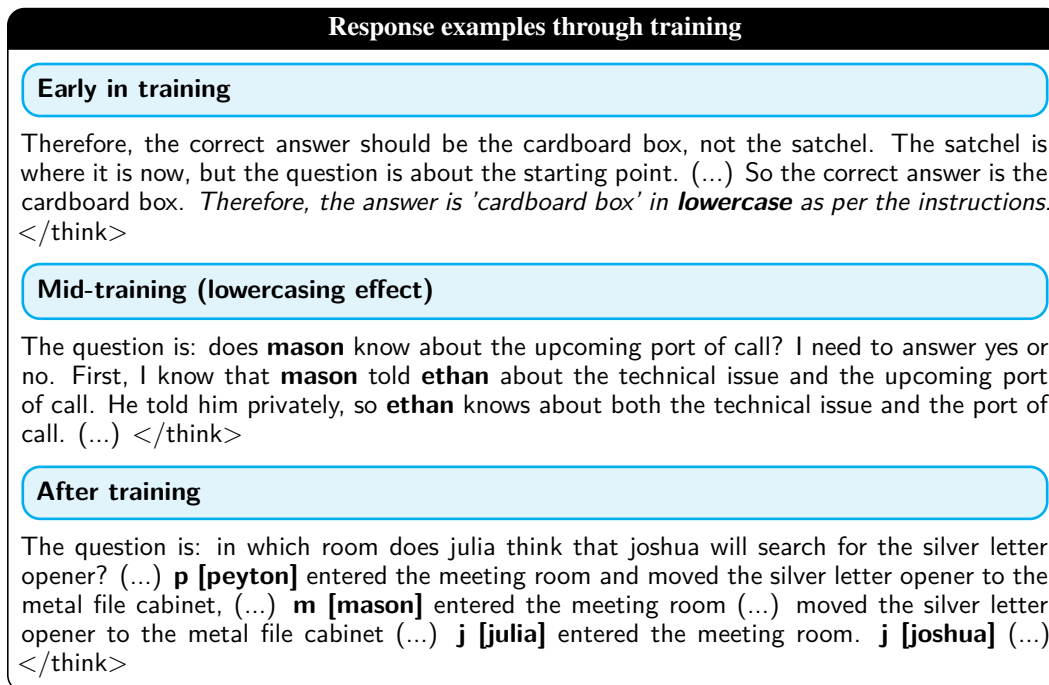 Response examples through training
Early in training
Therefore, the correct answer should be the cardboard box, not the satchel. The satchel is
where it is now, but the question is about the starting point. (...) So the correct answer is the
cardboard box. Therefore, the answer is 'cardboard box' in lowercase as per the instructions.
</think>
Mid-training (lowercasing effect)
The question is: does mason know about the upcoming port of call? I need to answer yes or
no. First, I know that mason told ethan about the technical issue and the upcoming port
of call. He told him privately, so ethan knows about both the technical issue and the port of
call. (...) </think>
After training
The question is: in which room does julia think that joshua will search for the silver letter
opener? (...) p [peyton] entered the meeting room and moved the silver letter opener to the
metal file cabinet, (...) m [mason] entered the meeting room (...) moved the silver letter
opener to the metal file cabinet (...) j [julia] entered the meeting room. j [joshua] (...)
</think>